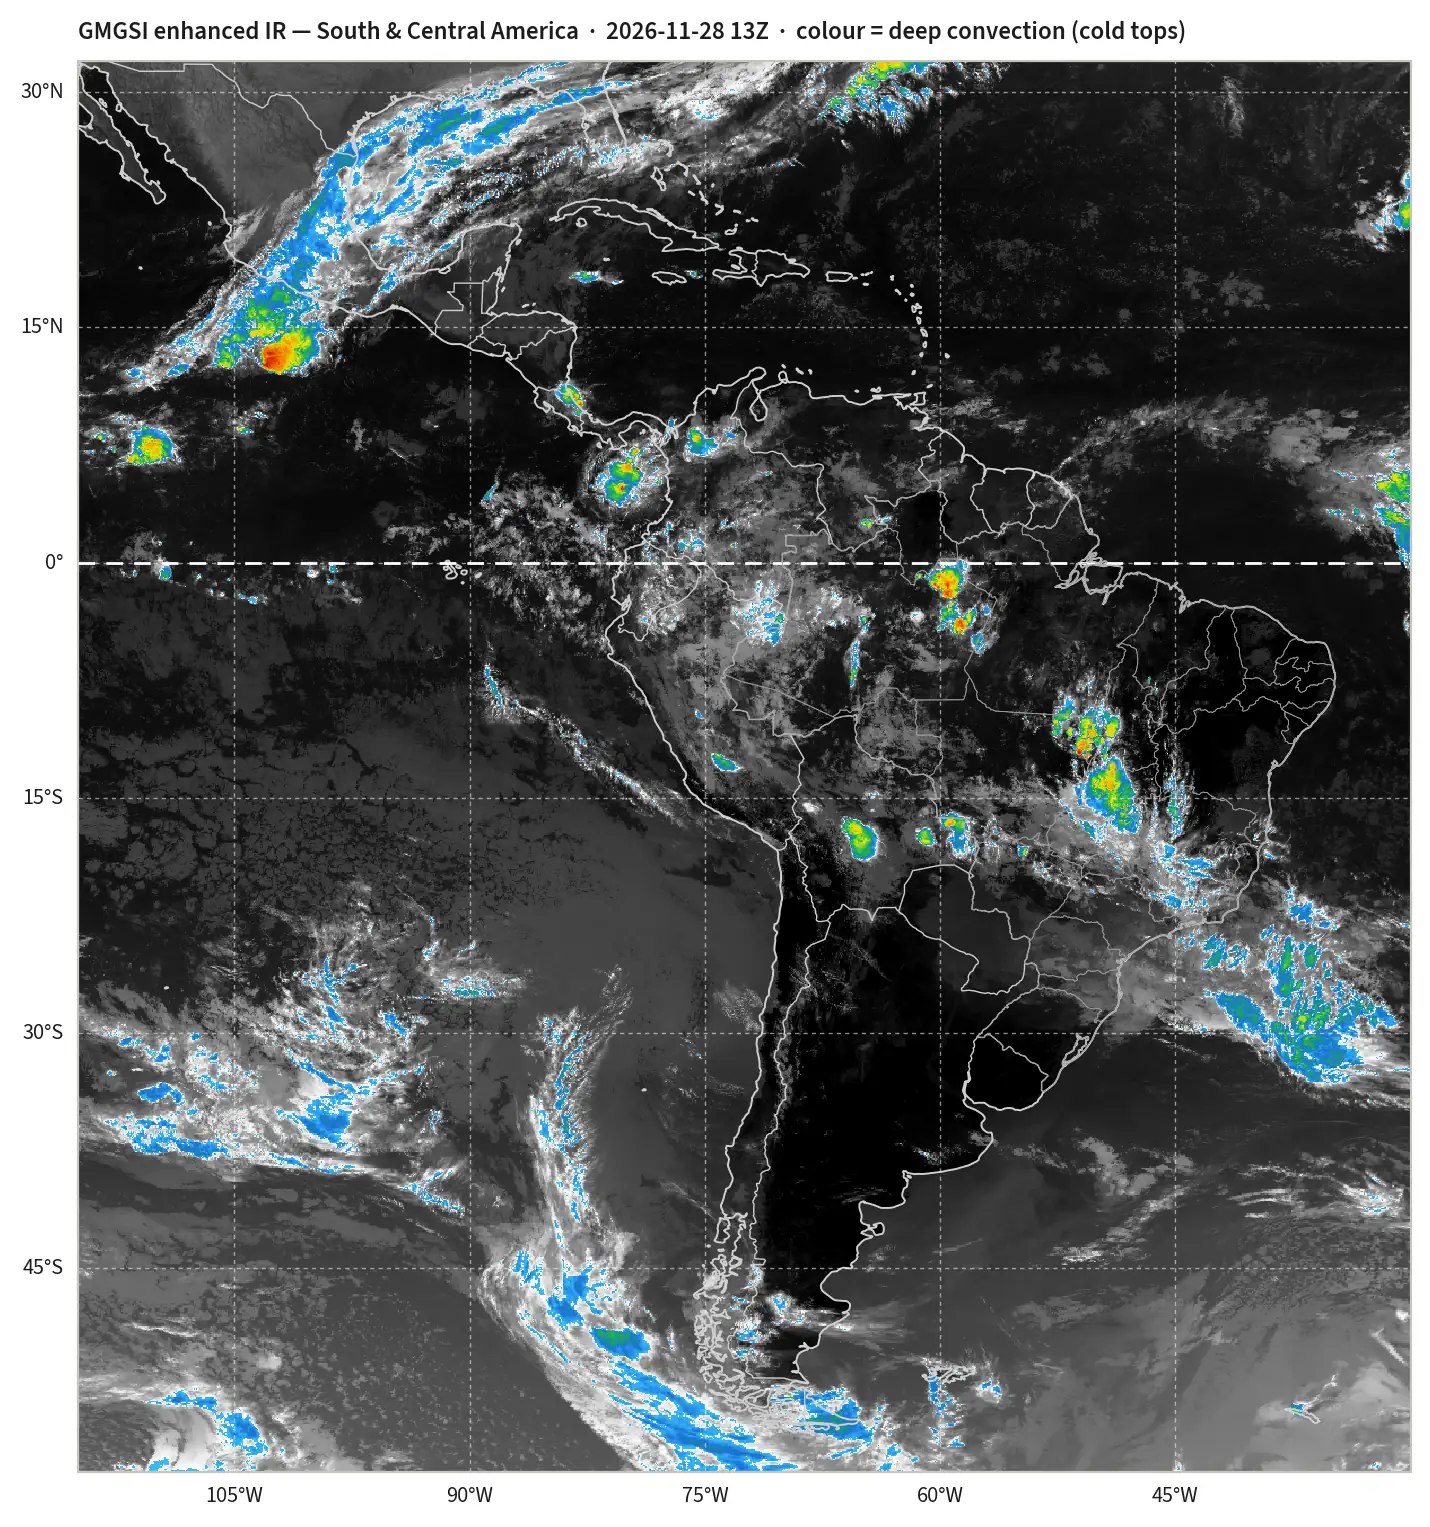 GMGSI enhanced IR — South & Central America · 2026-11-28 13Z · colour = deep convection (cold tops)
30°N
15°N
0°
15°S
30°S
45°S
105°W
90°W
75°W
60°W
45°W